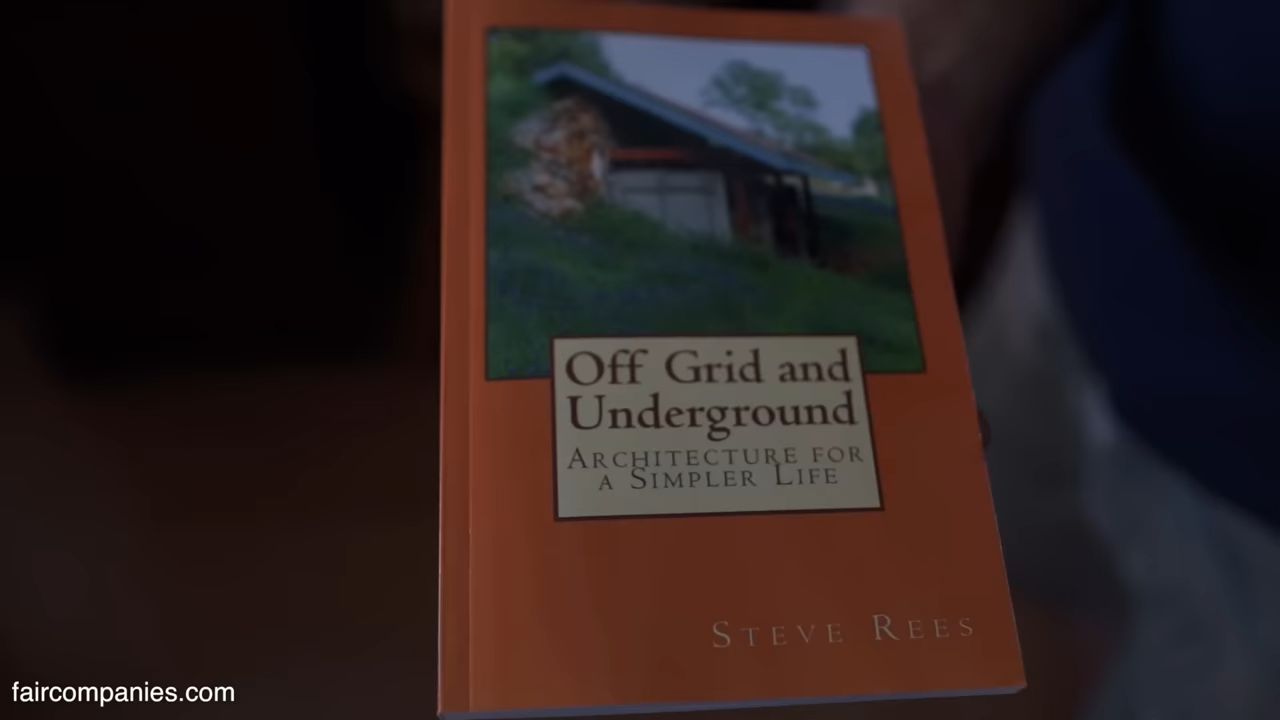 Off Grid and
Underground
ARCHITECTURE FOR
A SIMPLER LIFE
STEVE REES
faircompanies.com